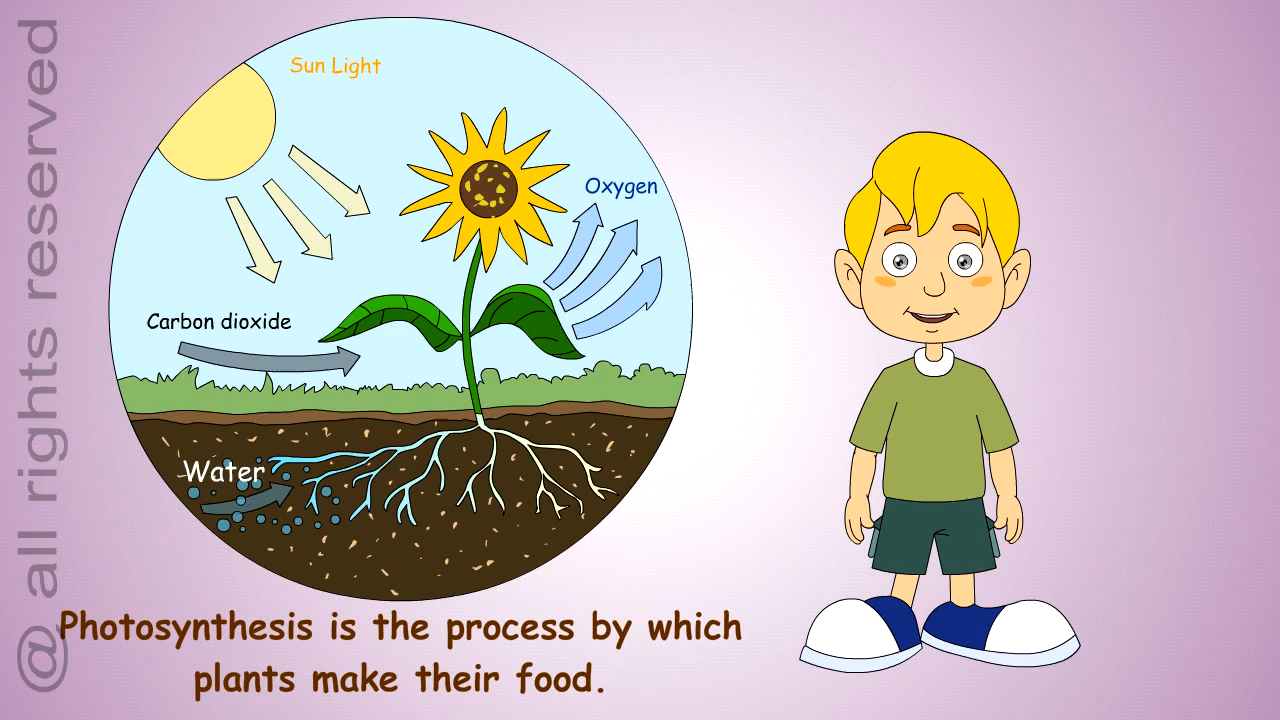 Sun Light
Oxygen
Carbon dioxide
Water
Photosynthesis is the process by which
plants make their food.
@ all rights reserved